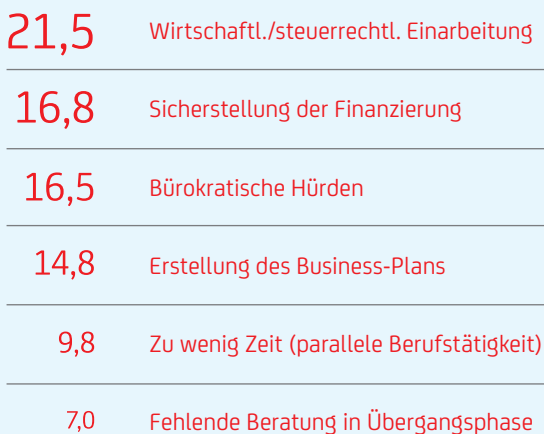 21,5 Wirtschaftl./steuerrechtl. Einarbeitung
16,8 Sicherstellung der Finanzierung
16,5 Bürokratische Hürden
14,8 Erstellung des Business-Plans
9,8 Zu wenig Zeit (parallele Berufstätigkeit)
7,0 Fehlende Beratung in Übergangsphase